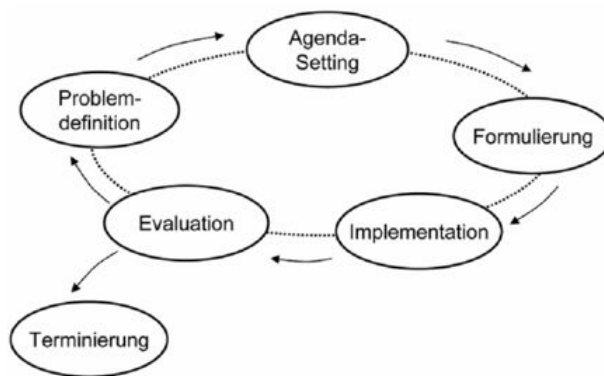 Agenda-
Setting
Problem-
definition
Formulierung
Evaluation
Implementation
Terminierung